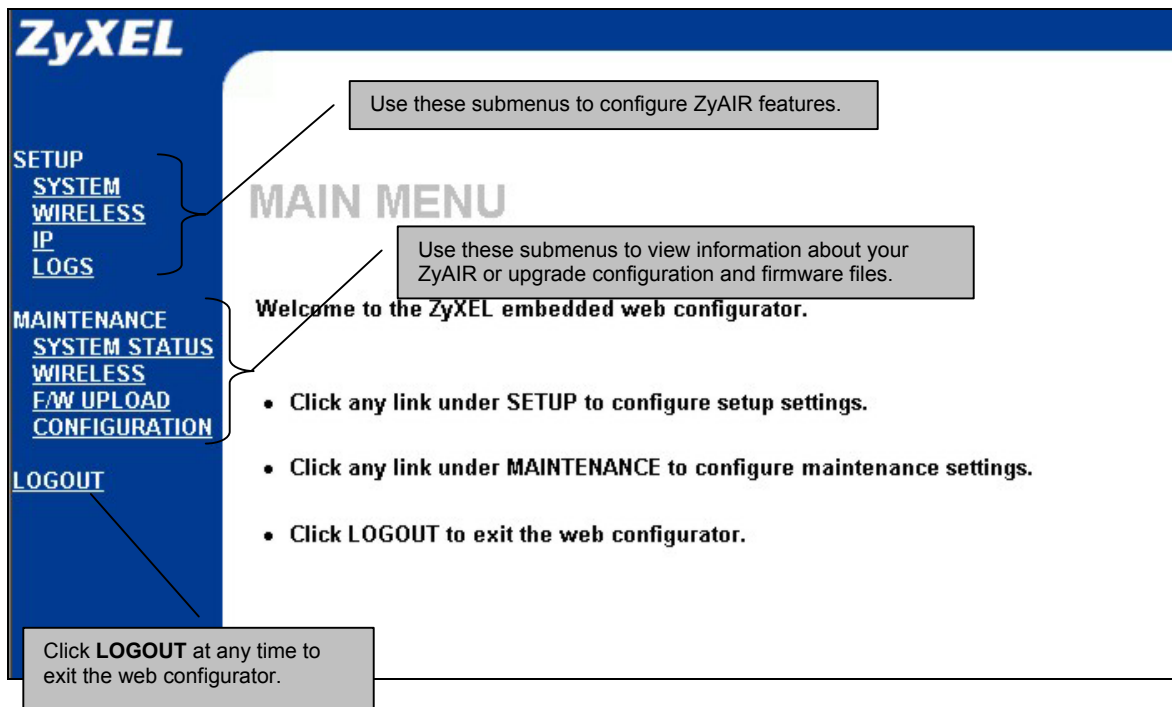 ZyXEL
Use these submenus to configure ZyAIR features.
SETUP
SYSTEM
WIRELESS
IP
LOGS
MAIN MENU
Use these submenus to view information about your
ZyAIR or upgrade configuration and firmware files.
MAINTENANCE
SYSTEM STATUS
WIRELESS
F/W UPLOAD
CONFIGURATION
LOGOUT
Welcome to the ZyXEL embedded web configurator.
• Click any link under SETUP to configure setup settings.
• Click any link under MAINTENANCE to configure maintenance settings.
• Click LOGOUT to exit the web configurator.
Click LOGOUT at any time to
exit the web configurator.